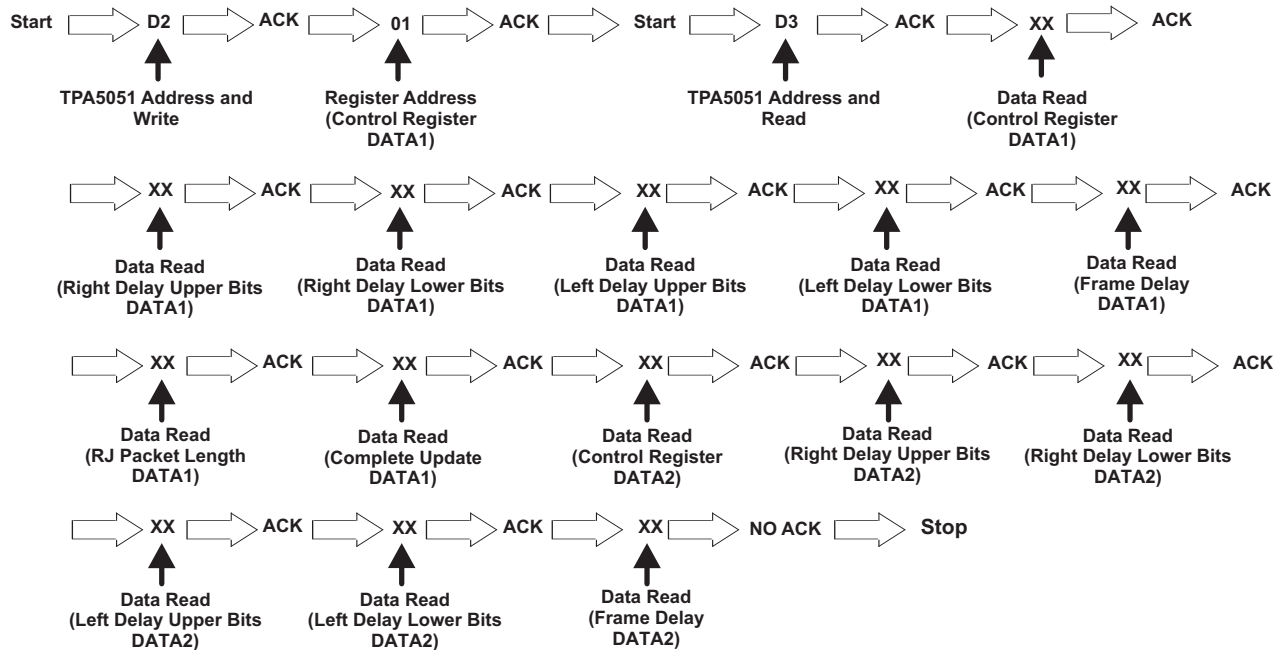 Start D2 ACK 01 ACK Start D3 ACK XX ACK
TPA5051 Address and
Write
Register Address
(Control Register
DATA1)
TPA5051 Address and
Read
Data Read
(Control Register
DATA1)
XX ACK XX ACK XX ACK XX ACK XX ACK
Data Read
(Right Delay Upper Bits
DATA1)
Data Read
(Right Delay Lower Bits
DATA1)
Data Read
(Left Delay Upper Bits
DATA1)
Data Read
(Left Delay Lower Bits
DATA1)
Data Read
(Frame Delay
DATA1)
XX ACK XX ACK XX ACK XX ACK XX ACK
Data Read
(RJ Packet Length
DATA1)
Data Read
(Complete Update
DATA1)
Data Read
(Control Register
DATA2)
Data Read
(Right Delay Upper Bits
DATA2)
Data Read
(Right Delay Lower Bits
DATA2)
XX ACK XX ACK XX NO ACK Stop
Data Read
(Left Delay Upper Bits
DATA2)
Data Read
(Left Delay Lower Bits
DATA2)
Data Read
(Frame Delay
DATA2)